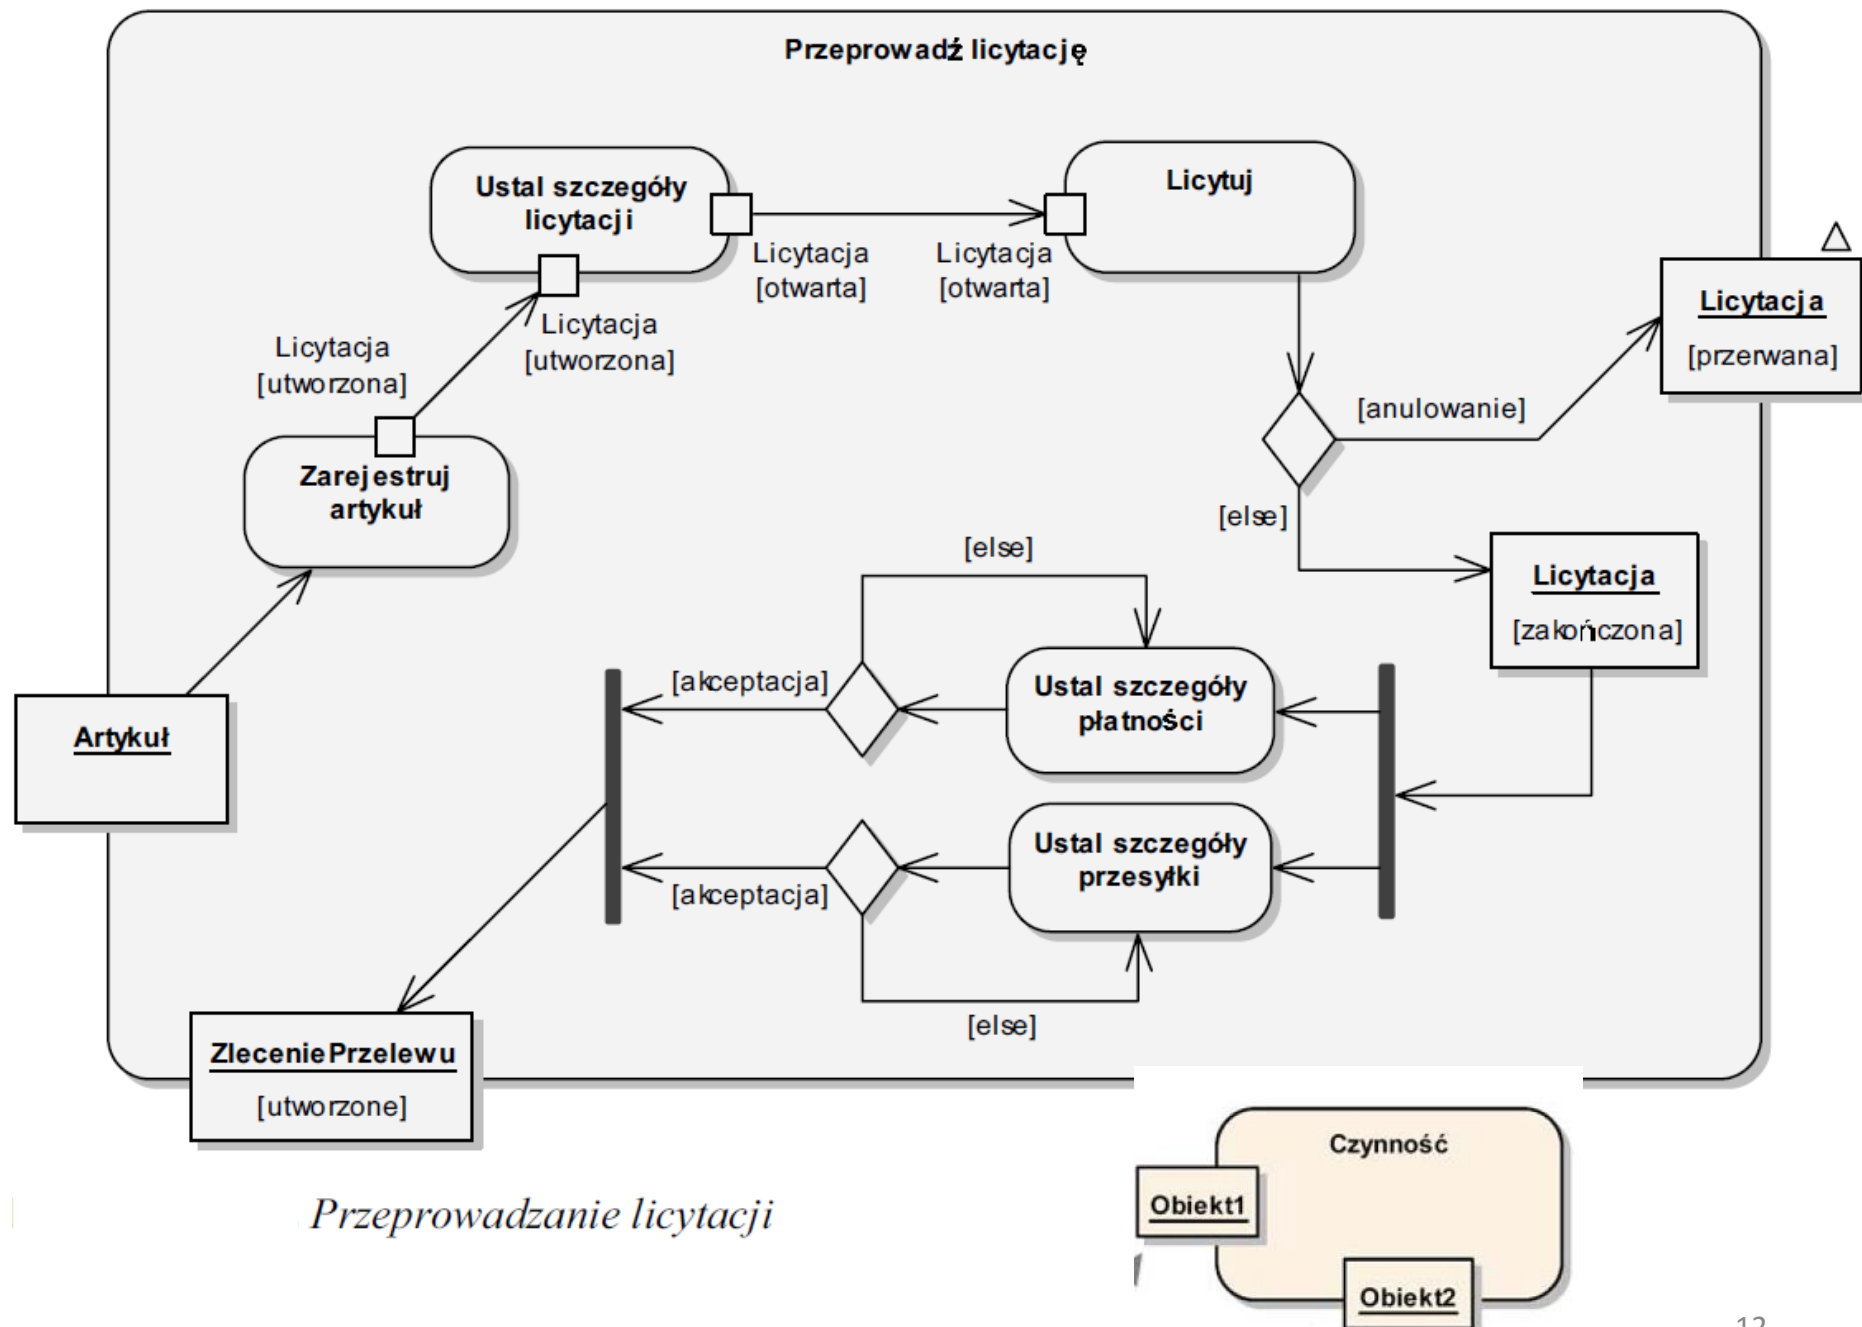 Przeprowadź licytację
Ustal szczegóły
licytacji
Licytuj
Licytacja
[otwarta]
Licytacja
[otwarta]
Licytacja
[przerwana]
Licytacja
[utworzona]
Licytacja
[utworzona]
[anulowanie]
Zarejestruj
artykuł
[else]
[else]
Licytacja
[zakończona]
[akceptacja]
Ustal szczegóły
płatności
Artykuł
Ustal szczegóły
przesyłki
[akceptacja]
[else]
ZleceniePrzelewu
[utworzone]
Czynność
Obiekt1
Obiekt2
Przeprowadzanie licytacji
12